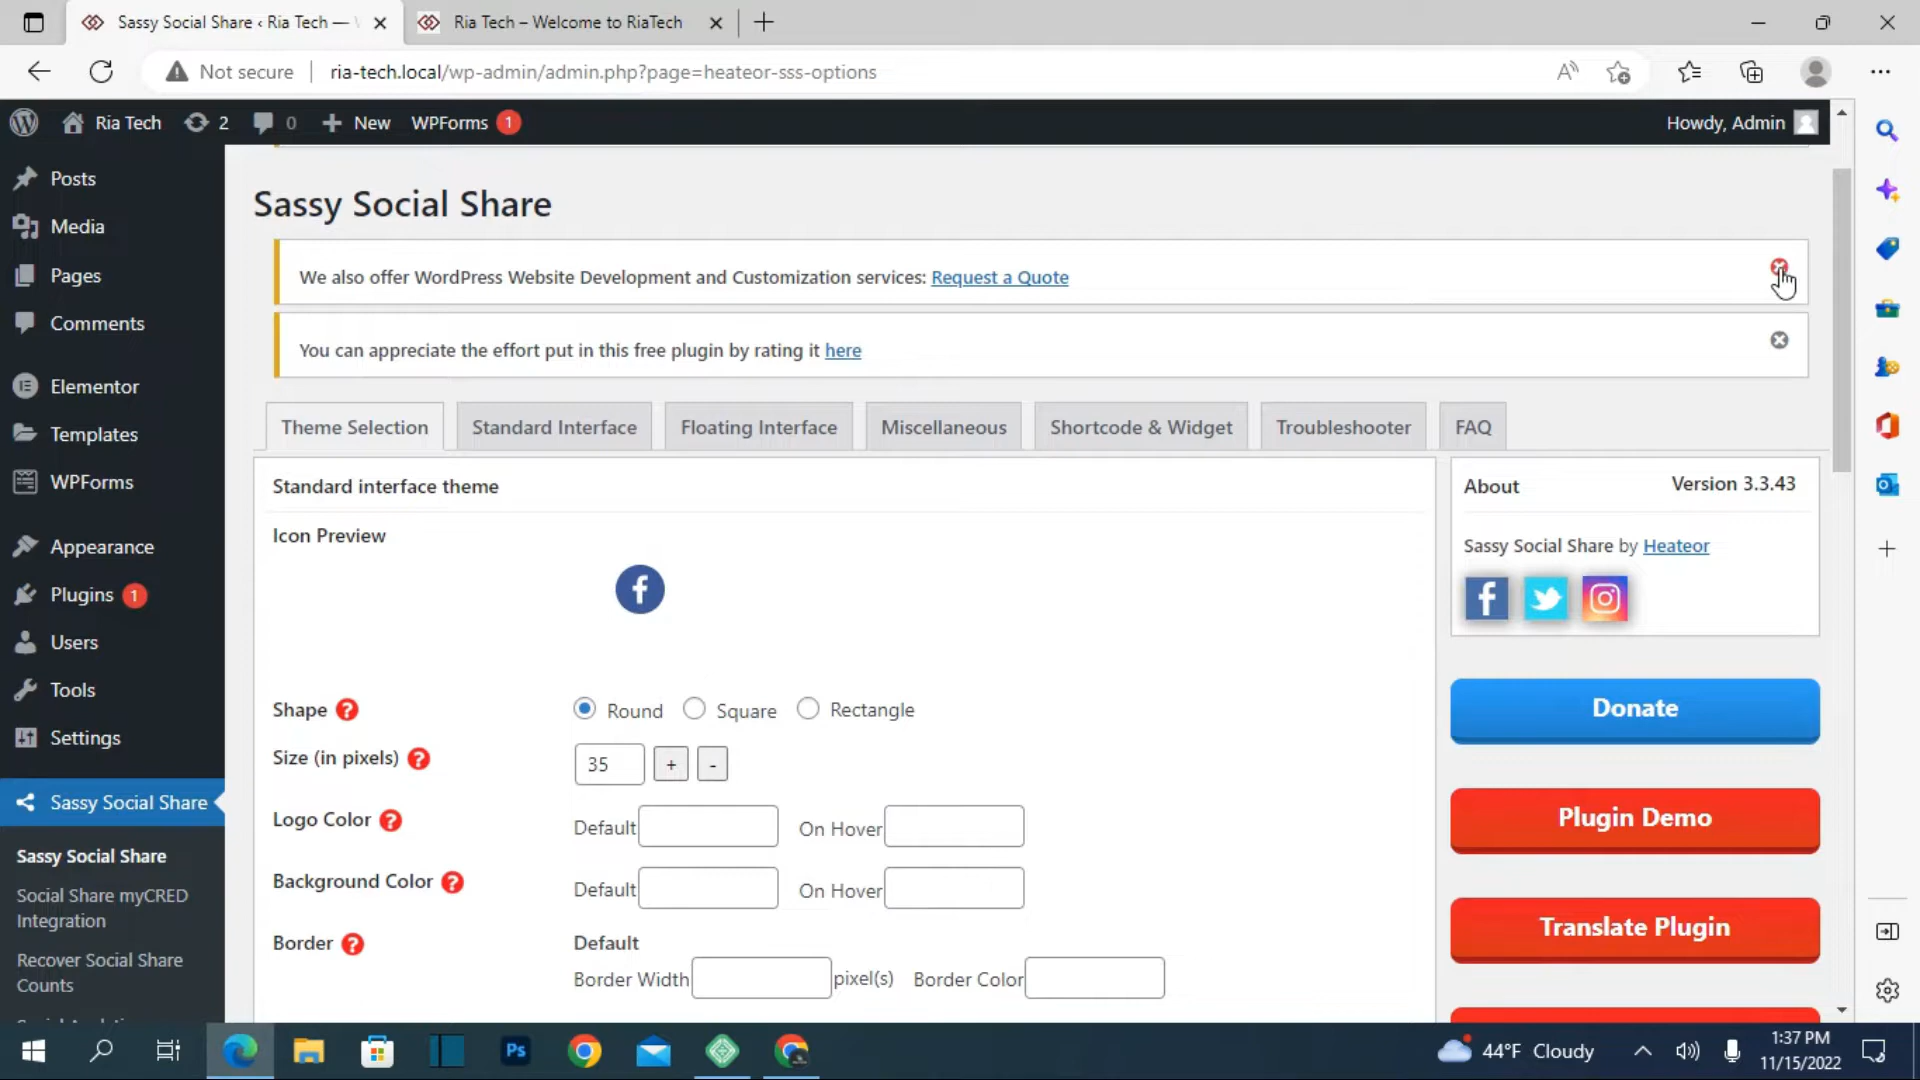 Sassy Social Share ‹ Ria Tech —
Ria Tech – Welcome to RiaTech
Not secure
ria-tech.local/wp-admin/admin.php?page=heateor-sss-options
Ria Tech
2
0
New
WPForms 1
Howdy, Admin
Posts
Media
Pages
Comments
Elementor
Templates
WPForms
Appearance
Plugins 1
Users
Tools
Settings
Sassy Social Share
Sassy Social Share
Social Share myCRED
Integration
Recover Social Share
Counts
Sassy Social Share
We also offer WordPress Website Development and Customization services: Request a Quote
You can appreciate the effort put in this free plugin by rating it here
Theme Selection
Standard Interface
Floating Interface
Miscellaneous
Shortcode & Widget
Troubleshooter
FAQ
Standard interface theme
Icon Preview
Shape ?
Round
Square
Rectangle
Size (in pixels) ?
35
+
-
Logo Color ?
Default
On Hover
Background Color ?
Default
On Hover
Border ?
Default
Border Width
pixel(s)
Border Color
About
Version 3.3.43
Sassy Social Share by Heateor
Donate
Plugin Demo
Translate Plugin
Ps
44°F Cloudy
1:37 PM
11/15/2022